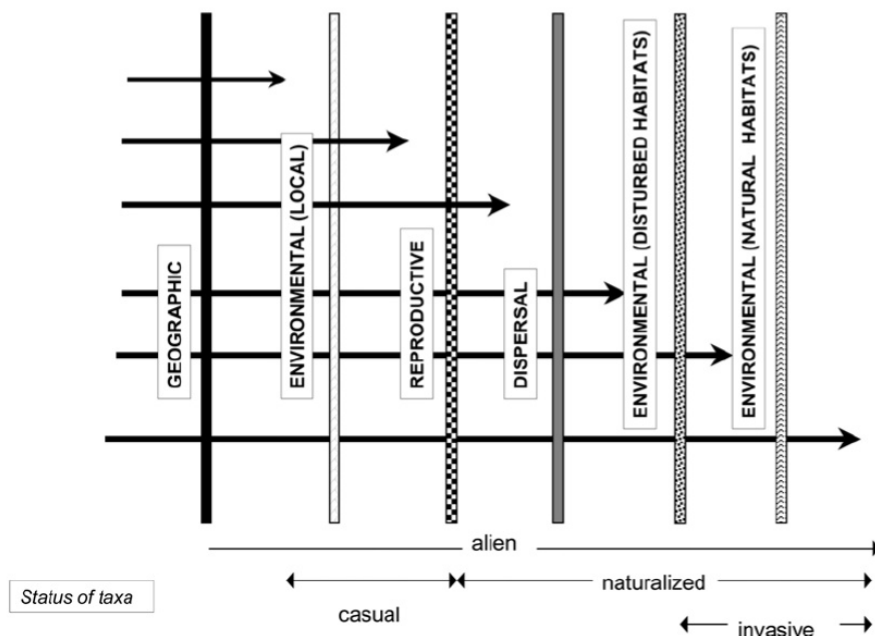 GEOGRAPHIC
ENVIRONMENTAL (LOCAL)
REPRODUCTIVE
DISPERSAL
ENVIRONMENTAL (DISTURBED HABITATS)
ENVIRONMENTAL (NATURAL HABITATS)
alien
Status of taxa
naturalized
casual
invasive